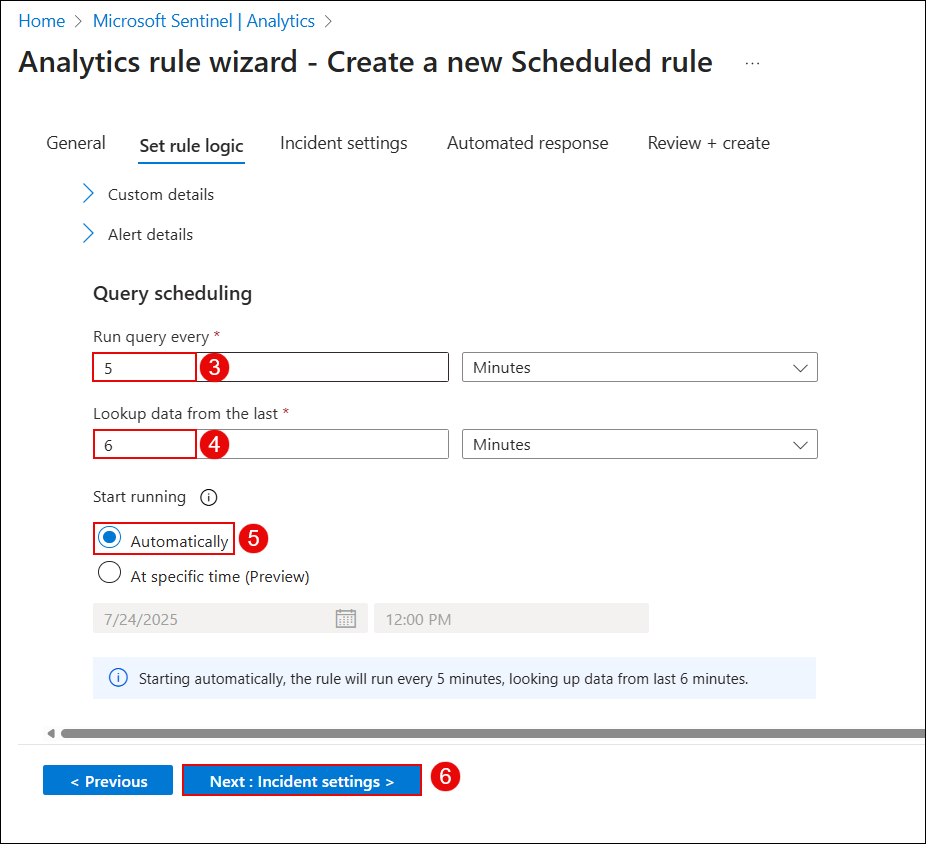 Home > Microsoft Sentinel | Analytics >
Analytics rule wizard - Create a new Scheduled rule ...
General Set rule logic Incident settings Automated response Review + create
Custom details
Alert details
Query scheduling
Run query every *
5 3 Minutes
Lookup data from the last *
6 4 Minutes
Start running
Automatically 5
At specific time (Preview)
7/24/2025 12:00 PM
Starting automatically, the rule will run every 5 minutes, looking up data from last 6 minutes.
< Previous Next : Incident settings > 6